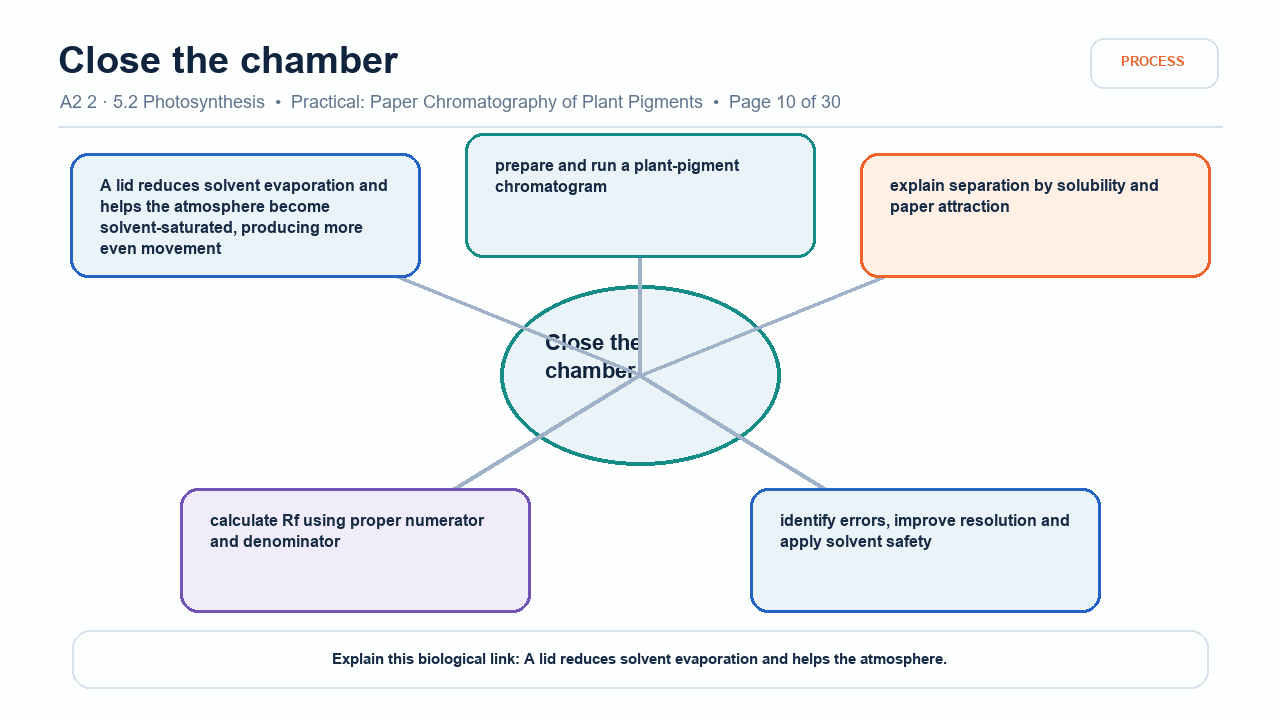 Close the chamber
PROCESS
A2 2 · 5.2 Photosynthesis • Practical: Paper Chromatography of Plant Pigments • Page 10 of 30
A lid reduces solvent evaporation and
helps the atmosphere become
solvent-saturated, producing more
even movement
prepare and run a plant-pigment
chromatogram
explain separation by solubility and
paper attraction
Close the
chamber
calculate Rf using proper numerator
and denominator
identify errors, improve resolution and
apply solvent safety
Explain this biological link: A lid reduces solvent evaporation and helps the atmosphere.